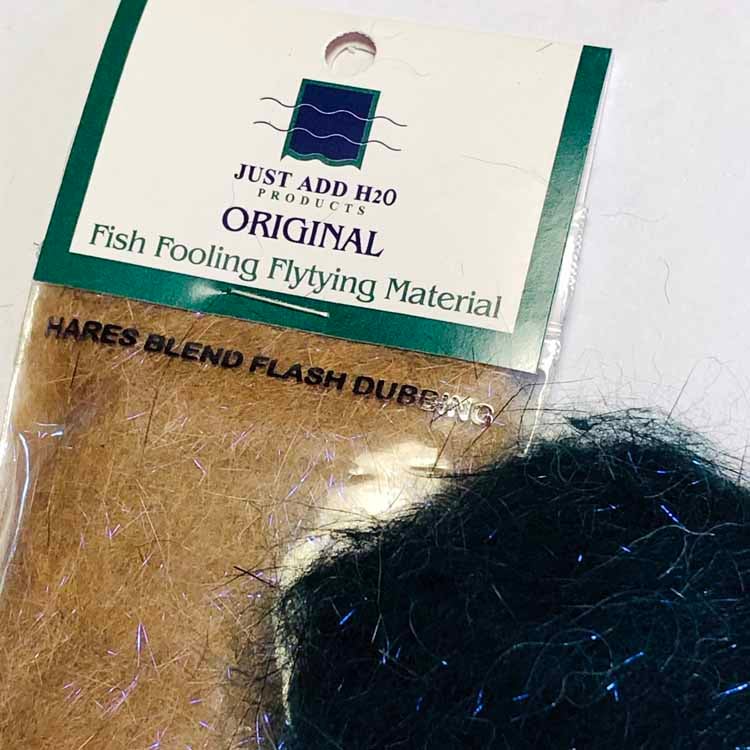 JUST ADD H2O
PRODUCTS
ORIGINAL
Fish Fooling Flytying Material
HARES BLEND FLASH DUBBING